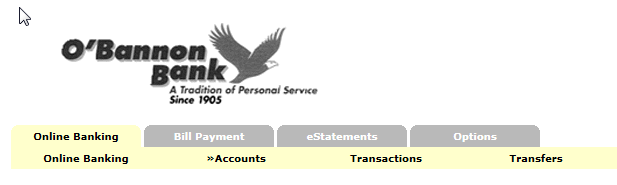 O'Bannon
Bank
A Tradition of Personal Service
Since 1905
Online Banking Bill Payment eStatements Options
Online Banking »Accounts Transactions Transfers